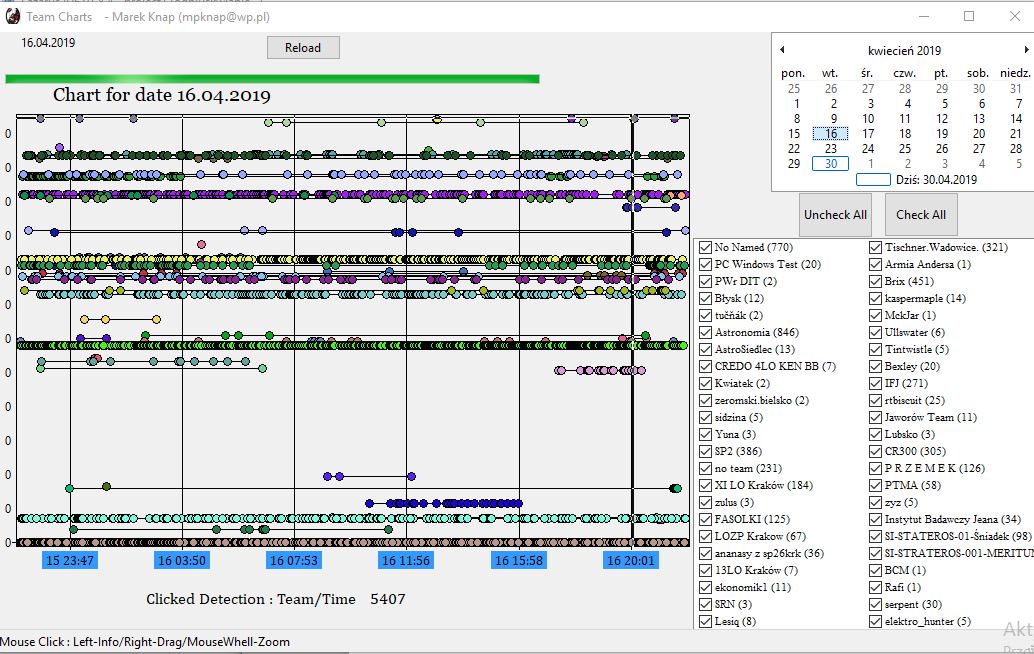 Team Charts - Marek Knap (mpknap@wp.pl)
16.04.2019
Reload
Chart for date 16.04.2019
0
0
0
0
0
0
0
0
0
0
0
0
0
15 23:47 16 03:50 16 07:53 16 11:56 16 15:58 16 20:01
Clicked Detection : Team/Time 5407
Mouse Click : Left-Info/Right-Drag/MouseWhell-Zoom
kwiecień 2019
pon. wt. śr. czw. pt. sob. niedz.
25 26 27 28 29 30 31
1 2 3 4 5 6 7
8 9 10 11 12 13 14
15 16 17 18 19 20 21
22 23 24 25 26 27 28
29 30 1 2 3 4 5
Dziś: 30.04.2019
Uncheck All Check All
No Named (770)
PC Windows Test (20)
PWr DIT (2)
Błysk (12)
tučňák (2)
Astronomia (846)
AstroSiedlec (13)
CREDO 4LO KEN BB (7)
Kwiatek (2)
zeromski.bielsko (2)
sidzina (5)
Yuna (3)
SP2 (386)
no team (231)
XI LO Kraków (184)
zulus (3)
FASOLKI (125)
LOZP Krakow (67)
ananasy z sp26krk (36)
13LO Kraków (7)
ekonomik1 (11)
SRN (3)
Lesiq (8)
Tischner.Wadowice. (321)
Armia Andersa (1)
Brix (451)
kaspermaple (14)
MckJar (1)
Ullswater (6)
Tintwistle (5)
Bexley (20)
IFJ (271)
rtbiscuit (25)
Jaworów Team (11)
Lubsko (3)
CR300 (305)
P R Z E M E K (126)
PTMA (58)
zyz (5)
Instytut Badawczy Jeana (34)
SI-STATEROS-01-Śniadek (98)
SI-STRATEROS-001-MERITU
BCM (1)
Rafi (1)
serpent (30)
elektro_hunter (5)
Akt